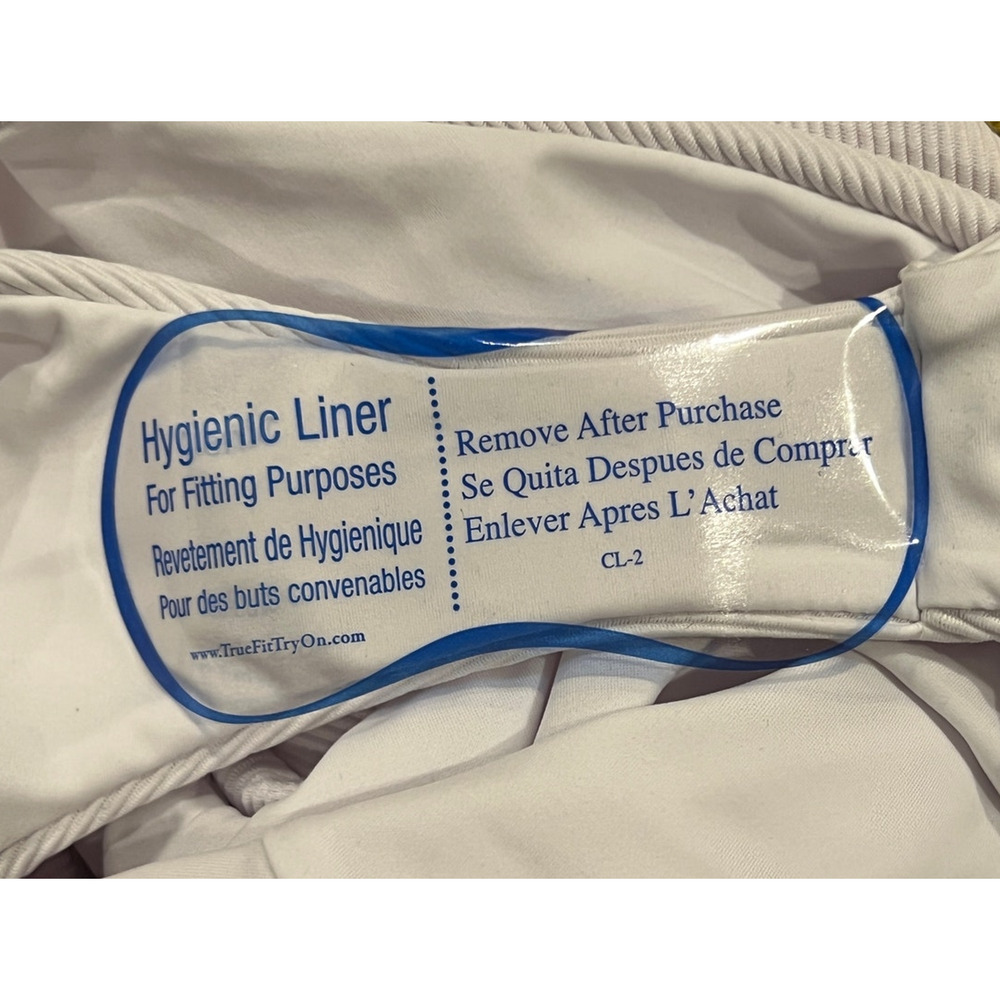 Hygienic Liner
For Fitting Purposes
Revetement de Hygienique
Pour des buts convenables
www.TrueFitTryOn.com
Remove After Purchase
Se Quita Despues de Comprar
Enlever Apres L'Achat
CL-2